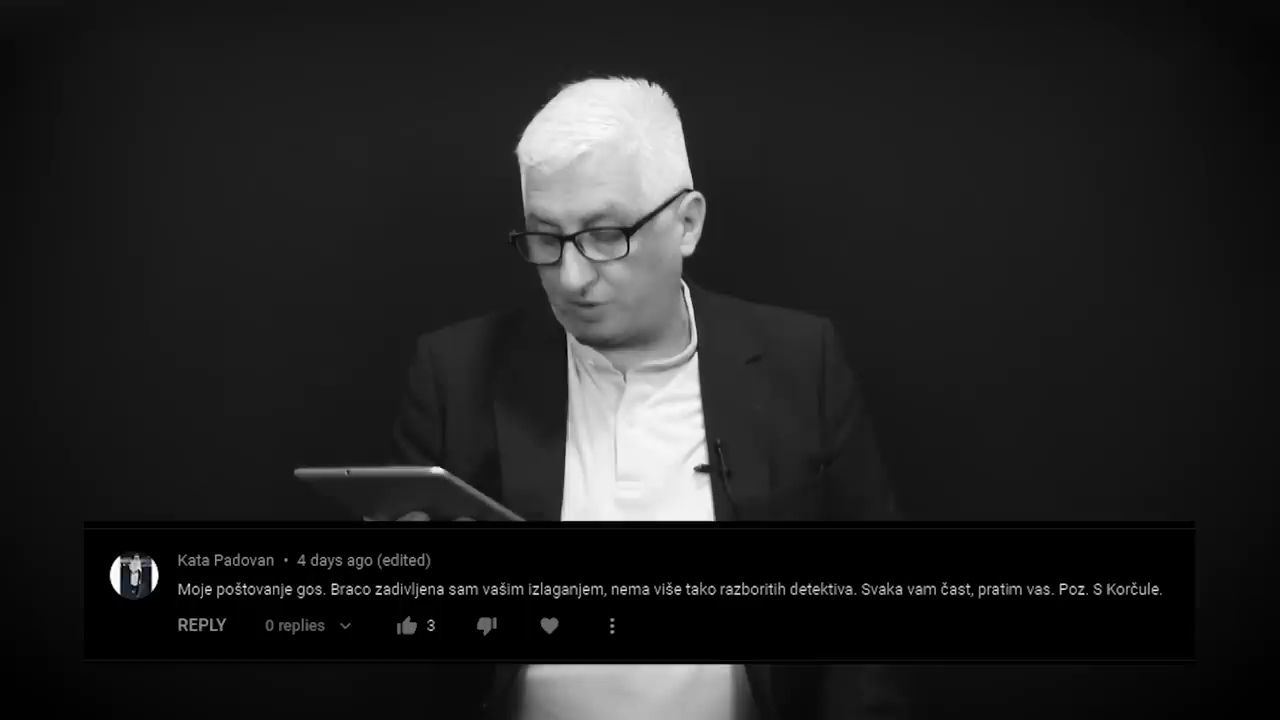 Kata Padovan • 4 days ago (edited)
Moje poštovanje gos. Braco zadivljena sam vašim izlaganjem, nema više tako razboritih detektiva. Svaka vam čast, pratim vas. Poz. S Korčule.
REPLY 0 replies 3